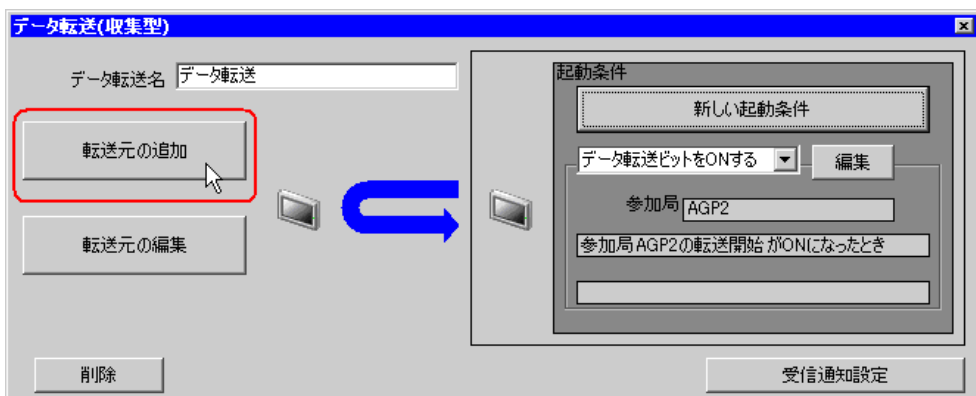 データ転送(収集型)
データ転送名 データ転送
転送元の追加
転送元の編集
削除
起動条件
新しい起動条件
データ転送ビットをONする 編集
参加局 AGP2
参加局AGP2の転送開始がONになったとき
受信通知設定